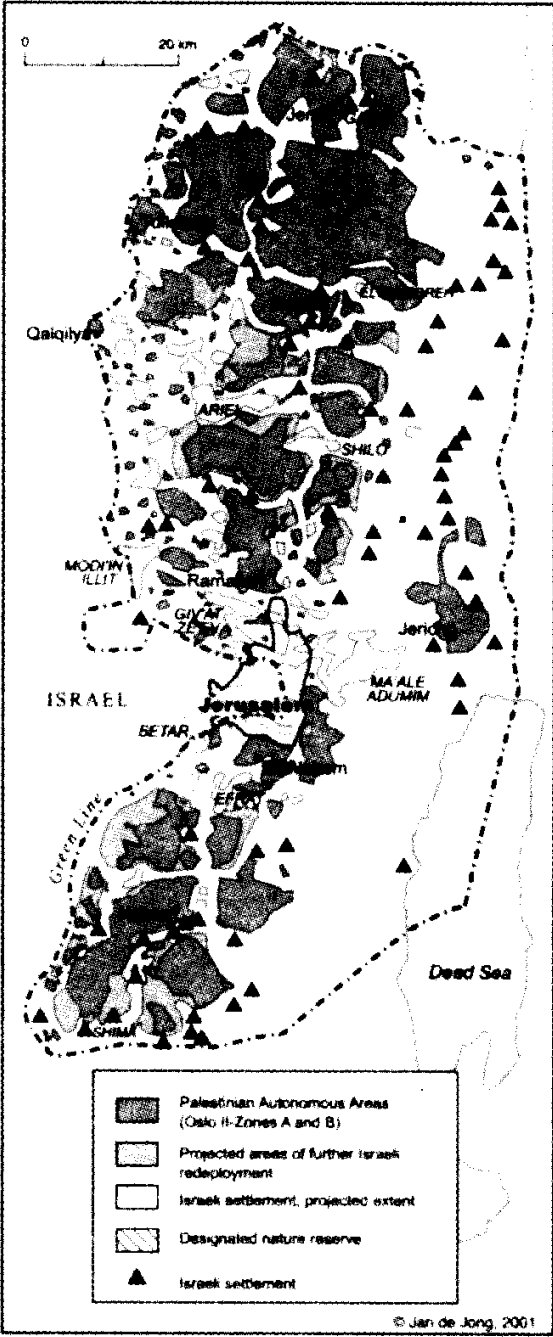 0 20 km
Qalqilya
ARIEL
SHILO
MODI'IN
ILLIT
Ramallah
GIV'AT
ZE'EV
Jericho
MA'ALE
ADUMIM
ISRAEL
Jerusalem
BETAR
Green Line
Dead Sea
SHIMA
Palestinian Autonomous Areas
(Oslo II-Zones A and B)
Projected areas of further Israeli
redeployment
Israeli settlement, projected extent
Designated nature reserve
Israeli settlement
© Jan de Jong, 2001